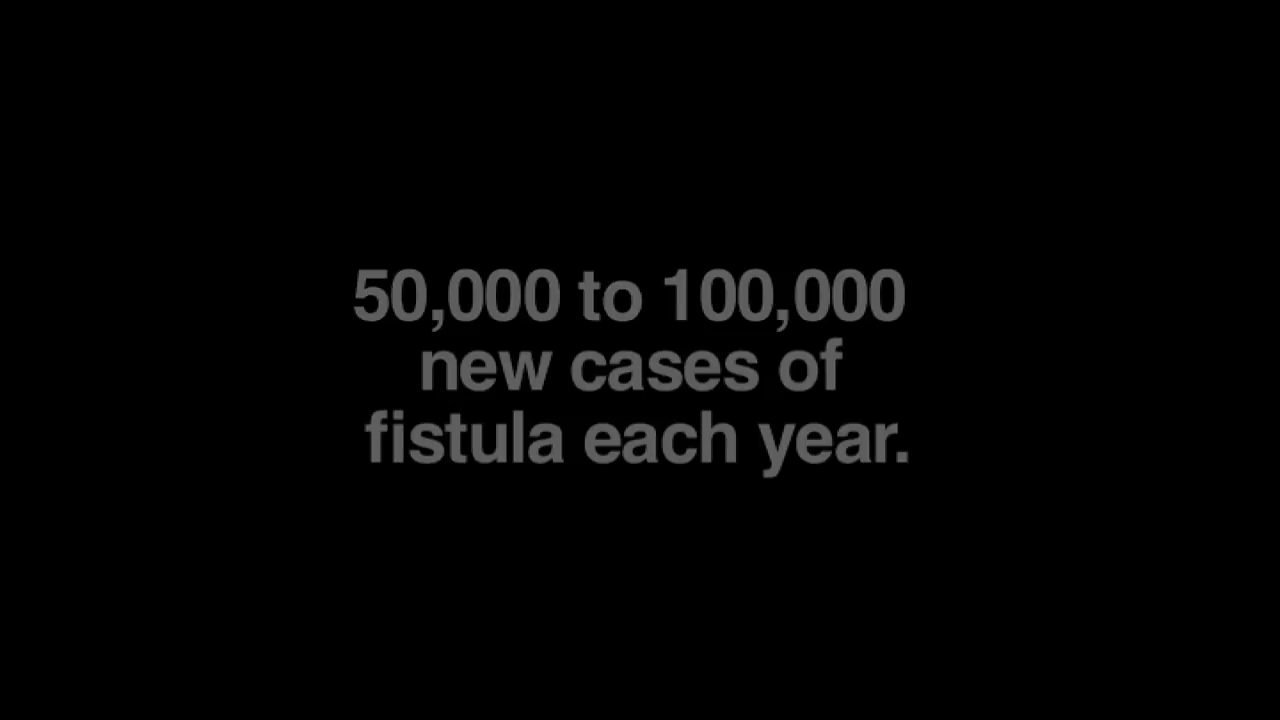 50,000 to 100,000
new cases of
fistula each year.